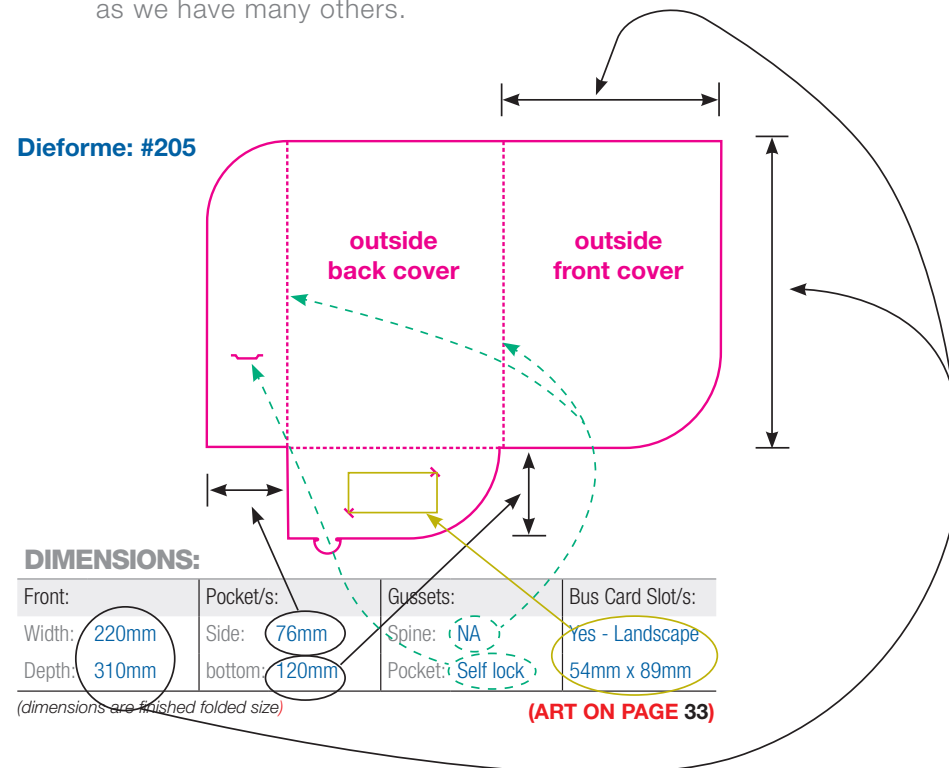 as we have many others.
Dieforme: #205
outside
back cover
outside
front cover
DIMENSIONS:
Front: Pocket/s: Gussets: Bus Card Slot/s:
Width: 220mm Side: 76mm Spine: NA Yes - Landscape
Depth: 310mm bottom: 120mm Pocket: Self lock 54mm x 89mm
(dimensions are finished folded size)
(ART ON PAGE 33)